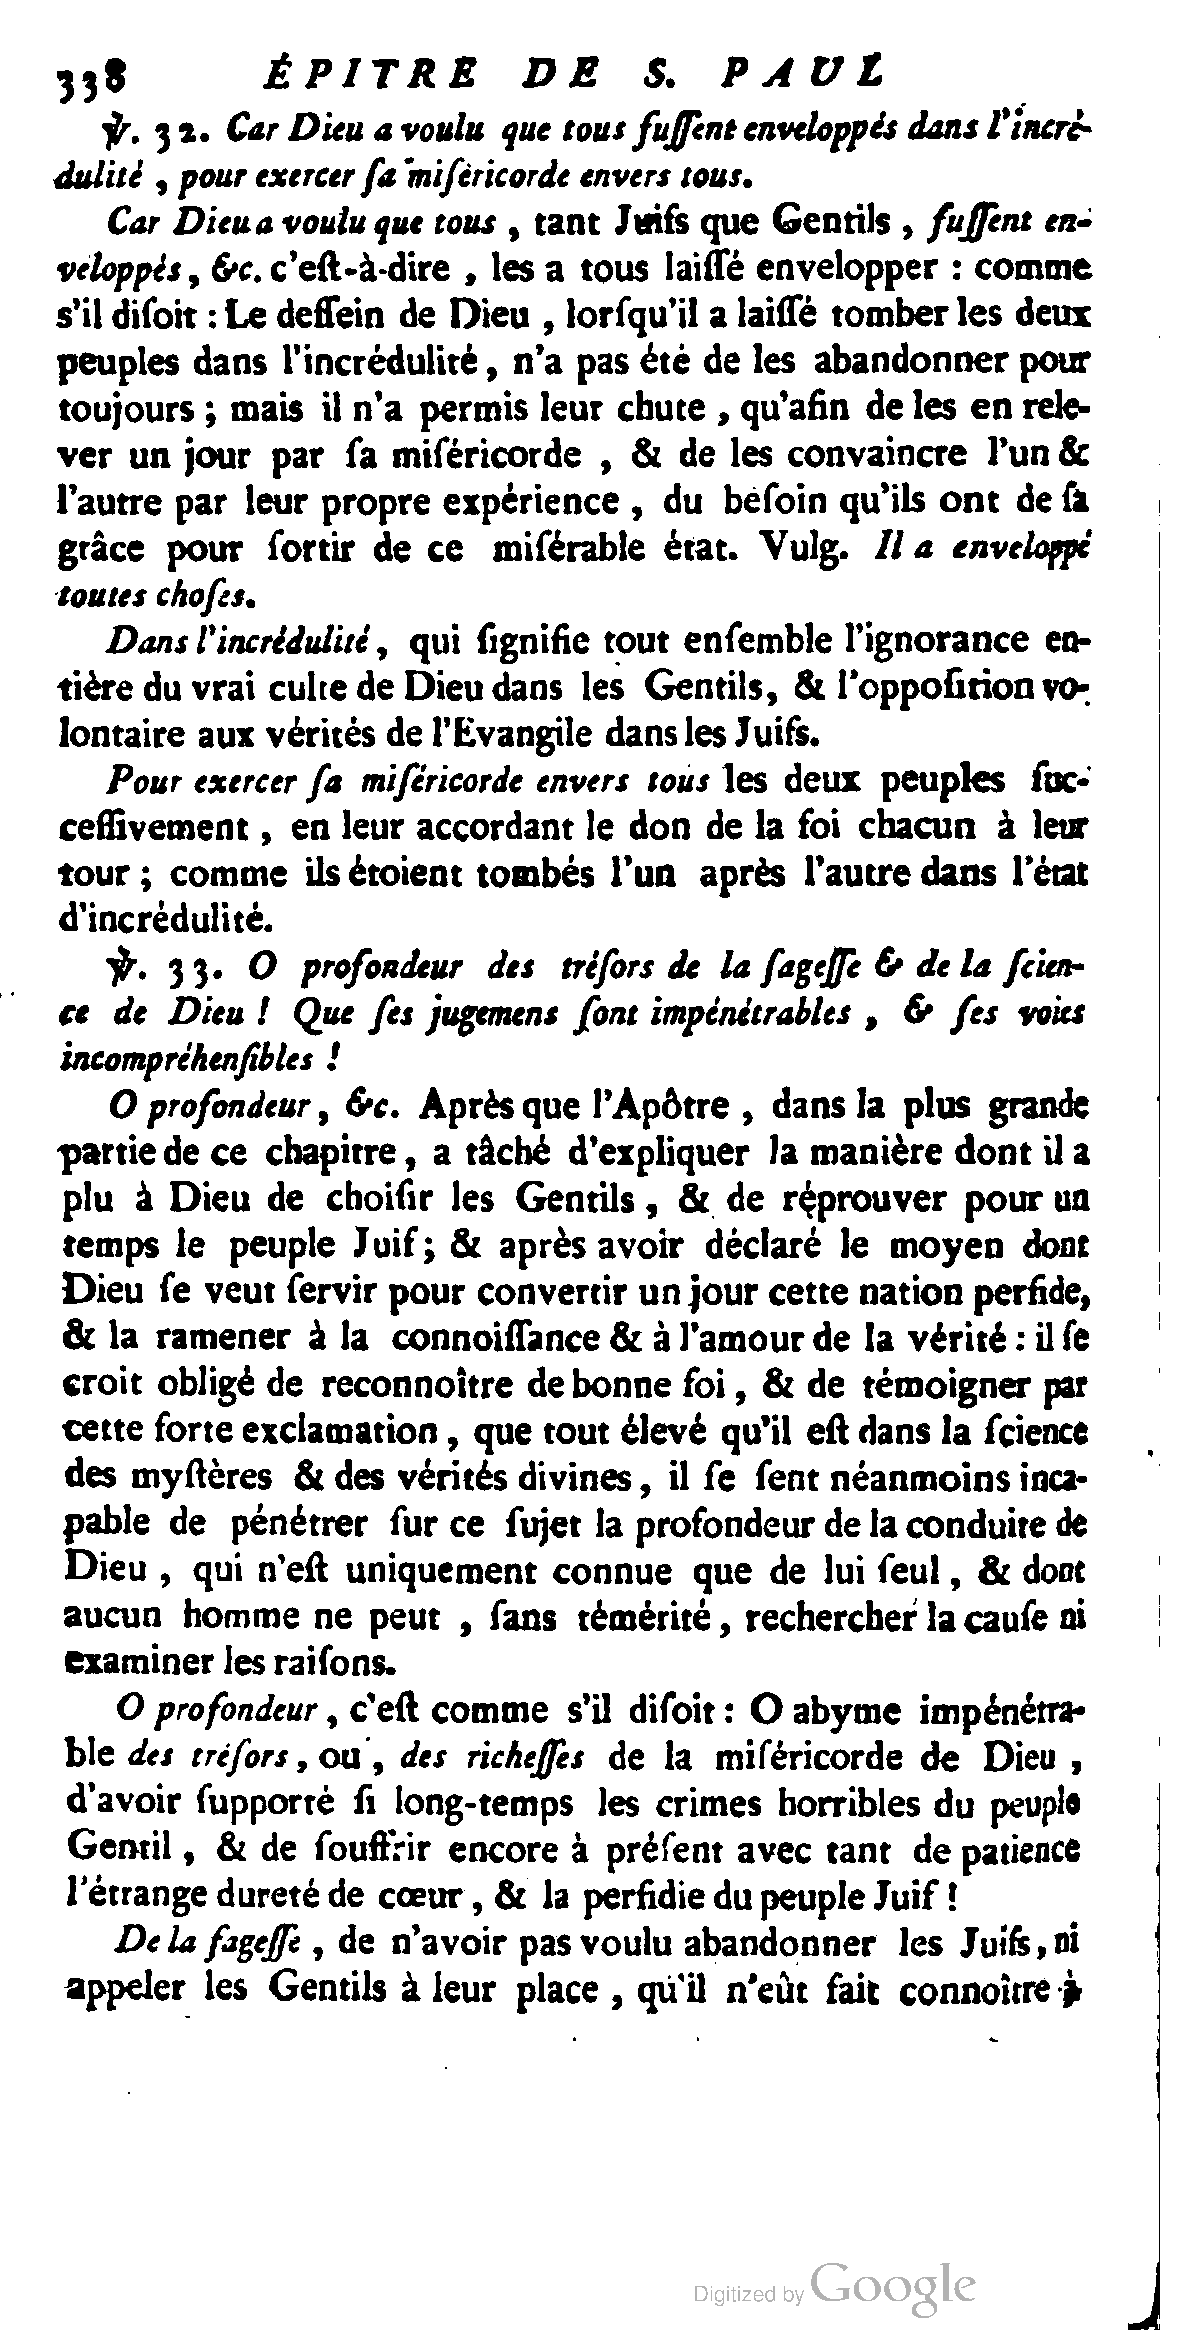 338 ÉPITRE DE S. PAUL
℣. 32. Car Dieu a voulu que tous fuſſent enveloppés dans l'incré-
dulité , pour exercer ſa miſéricorde envers tous.
Car Dieu a voulu que tous , tant Juifs que Gentils , fuſſent en-
veloppés, &c. c'eſt-à-dire , les a tous laiſſé envelopper : comme
s'il diſoit : Le deſſein de Dieu , lorſqu'il a laiſſé tomber les deux
peuples dans l'incrédulité, n'a pas été de les abandonner pour
toujours ; mais il n'a permis leur chute , qu'afin de les en rele-
ver un jour par ſa miſéricorde , & de les convaincre l'un &
l'autre par leur propre expérience , du beſoin qu'ils ont de ſa
grâce pour ſortir de ce miſérable état. Vulg. Il a enveloppé
toutes choſes.
Dans l'incrédulité, qui ſignifie tout enſemble l'ignorance en-
tière du vrai culte de Dieu dans les Gentils, & l'oppoſition vo-
lontaire aux vérités de l'Evangile dans les Juifs.
Pour exercer ſa miſéricorde envers tous les deux peuples ſuc-
ceſſivement , en leur accordant le don de la foi chacun à leur
tour ; comme ils étoient tombés l'un après l'autre dans l'état
d'incrédulité.
℣. 33. O profondeur des tréſors de la ſageſſe & de la ſcien-
ce de Dieu ! Que ſes jugemens ſont impénétrables , & ſes voies
incompréhenſibles !
O profondeur, &c. Après que l'Apôtre , dans la plus grande
partie de ce chapitre, a tâché d'expliquer la manière dont il a
plu à Dieu de choiſir les Gentils , & de réprouver pour un
temps le peuple Juif; & après avoir déclaré le moyen dont
Dieu ſe veut ſervir pour convertir un jour cette nation perfide,
& la ramener à la connoiſſance & à l'amour de la vérité : il ſe
croit obligé de reconnoître de bonne foi, & de témoigner par
cette forte exclamation , que tout élevé qu'il eſt dans la ſcience
des myſtères & des vérités divines, il ſe ſent néanmoins inca-
pable de pénétrer ſur ce ſujet la profondeur de la conduite de
Dieu , qui n'eſt uniquement connue que de lui ſeul, & dont
aucun homme ne peut , ſans témérité, rechercher la cauſe ni
examiner les raiſons.
O profondeur, c'eſt comme s'il diſoit : O abyme impénétra-
ble des tréſors, ou , des richeſſes de la miſéricorde de Dieu ,
d'avoir ſupporté ſi long-temps les crimes horribles du peuple
Gentil , & de ſouffrir encore à préſent avec tant de patience
l'étrange dureté de cœur, & la perfidie du peuple Juif !
De la ſageſſe , de n'avoir pas voulu abandonner les Juifs, ni
appeler les Gentils à leur place , qu'il n'eût fait connoître à
Digitized by Google